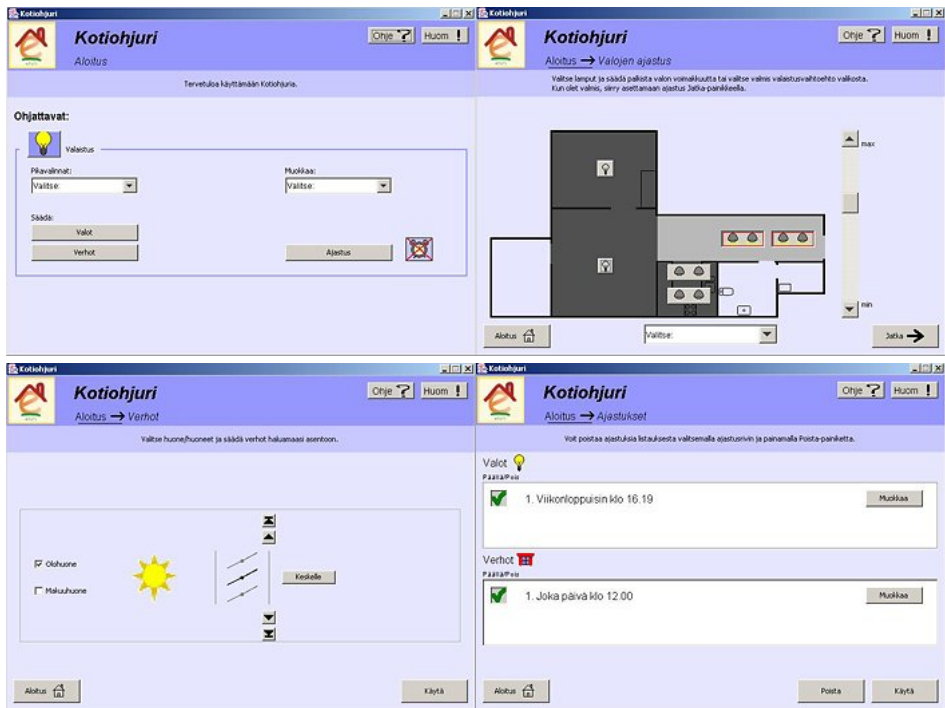 Kotiohjuri
Kotiohjuri
Ohje ?
Huom !
Aloitus
Tervetuloa käyttämään Kotiohjuria.
Ohjattavat:
Valaistus
Pikavalinnat:
Muokkaa:
Valitse:
Valitse:
Säädä:
Valot
Verhot
Ajastus
Kotiohjuri
Kotiohjuri
Ohje ?
Huom !
Aloitus → Valojen ajastus
Valitse lamput ja säädä palkista valon voimakkuutta tai valitse valmis valaistusvaihtoehto valikosta.
Kun olet valmis, siirry asettamaan ajastus Jatka-painikkeella.
max
min
Aloitus
Valitse:
Jatka →
Kotiohjuri
Kotiohjuri
Ohje ?
Huom !
Aloitus → Verhot
Valitse huone/huoneet ja säädä verhot haluamaasi asentoon.
Olohuone
Makuuhuone
Keskelle
Aloitus
Käytä
Kotiohjuri
Kotiohjuri
Ohje ?
Huom !
Aloitus → Ajastukset
Voit poistaa ajastuksia listauksesta valitsemalla ajastusrivin ja painamalla Poista-painiketta.
Valot
Päällä/Pois
1. Viikonloppuisin klo 16.19
Muokkaa
Verhot
Päällä/Pois
1. Joka päivä klo 12.00
Muokkaa
Aloitus
Poista
Käytä